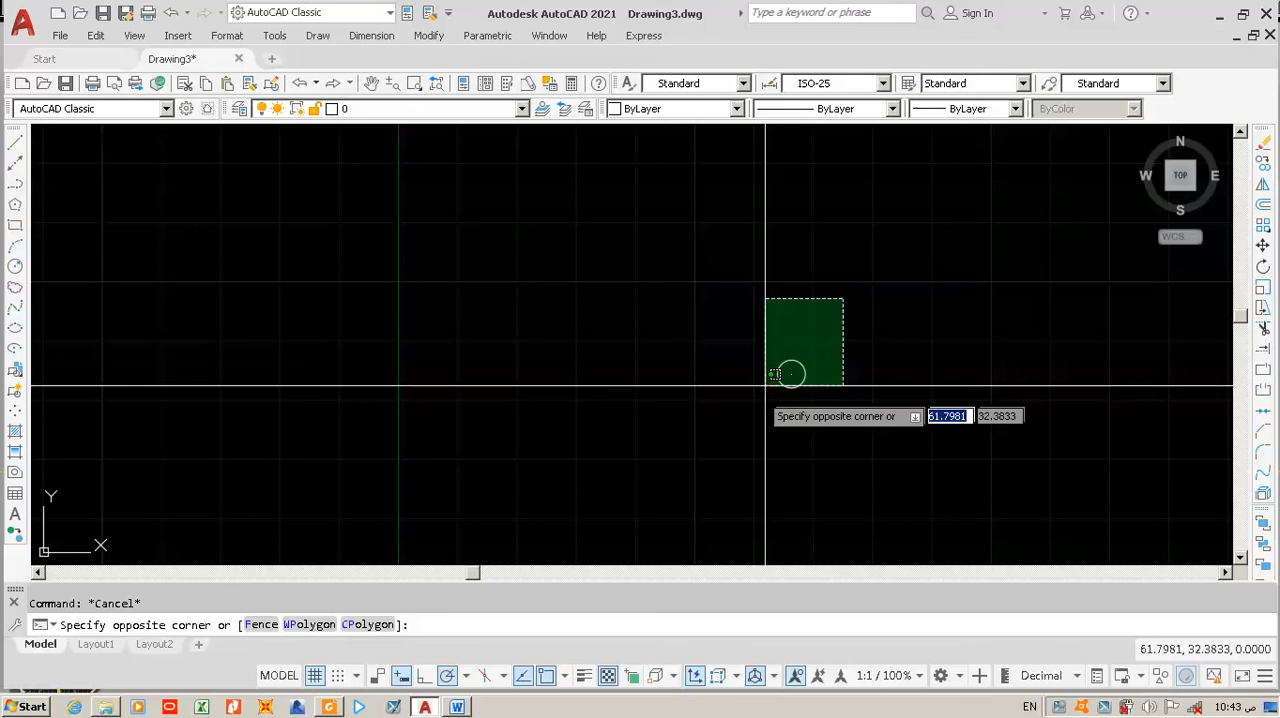 AutoCAD Classic
Autodesk AutoCAD 2021 Drawing3.dwg
Type a keyword or phrase
Sign In
File Edit View Insert Format Tools Draw Dimension Modify Parametric Window Help Express
Start
Drawing3*
Standard
ISO-25
Standard
Standard
AutoCAD Classic
0
ByLayer
ByLayer
ByLayer
ByColor
N
W TOP E
S
WCS
Specify opposite corner or 61.7981 32.3833
Y
X
Command: *Cancel*
Specify opposite corner or [Fence WPolygon CPolygon]:
Model Layout1 Layout2 +
61.7981, 32.3833, 0.0000
MODEL
1:1 / 100%
Decimal
Start
EN
10:43 ص